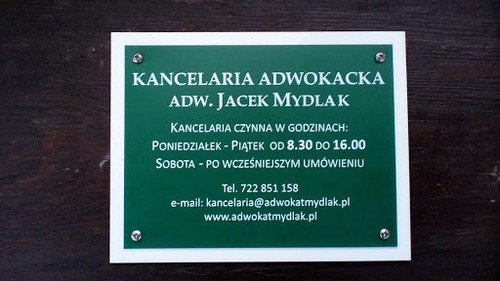 KANCELARIA ADWOKACKA
ADW. JACEK MYDLAK
KANCELARIA CZYNNA W GODZINACH:
PONIEDZIAŁEK - PIĄTEK OD 8.30 DO 16.00
SOBOTA - PO WCZEŚNIEJSZYM UMÓWIENIU
Tel. 722 851 158
e-mail: kancelaria@adwokatmydlak.pl
www.adwokatmydlak.pl